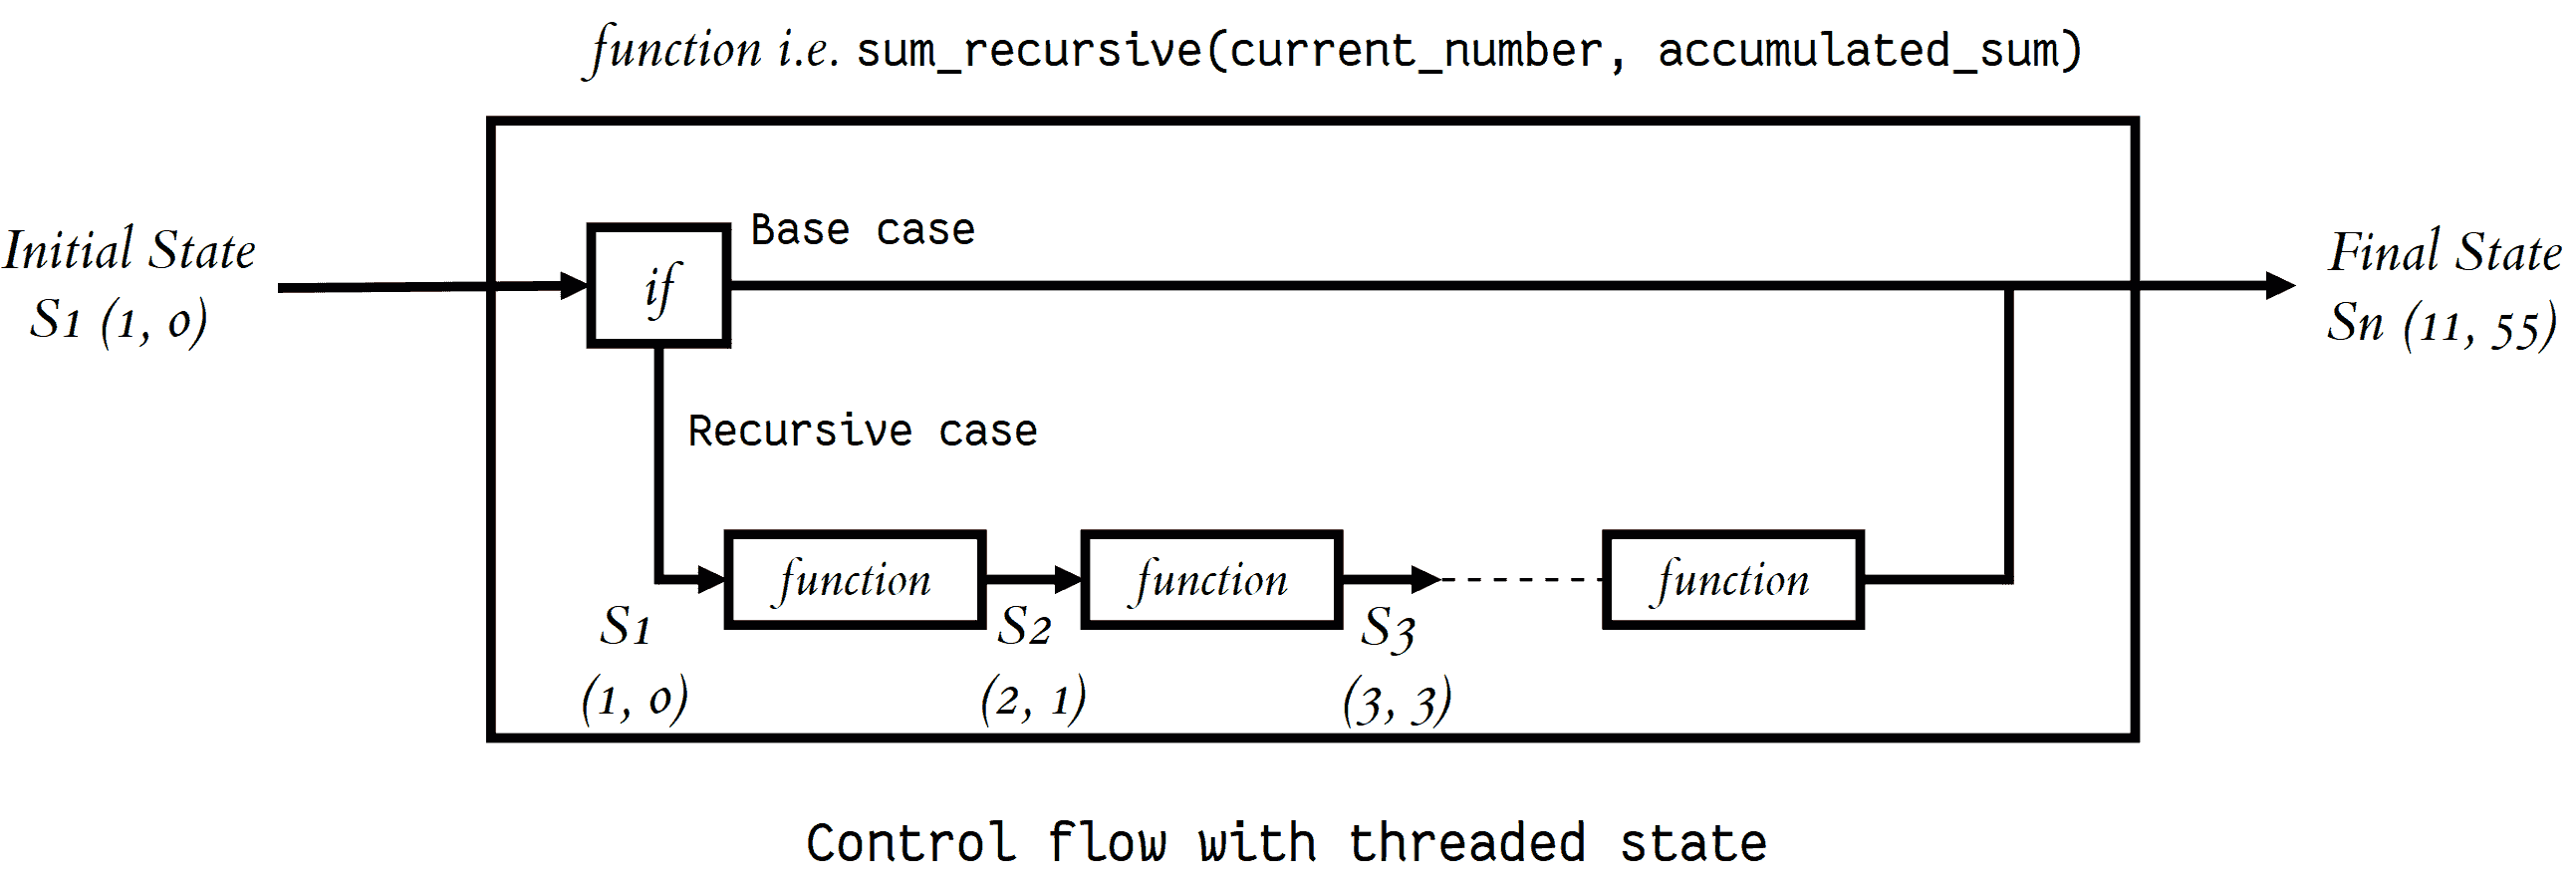 function i.e. sum_recursive(current_number, accumulated_sum)
Base case
Initial State
S1 (1, 0)
if
Final State
Sn (11, 55)
Recursive case
function
function
function
S1
S2
S3
(1, 0)
(2, 1)
(3, 3)
Control flow with threaded state